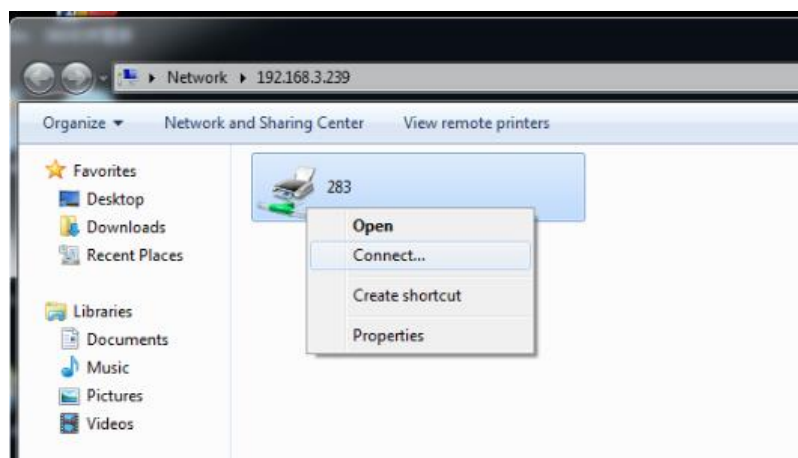 Network 192.168.3.239
Organize Network and Sharing Center View remote printers
Favorites
Desktop
Downloads
Recent Places
Libraries
Documents
Music
Pictures
Videos
283
Open
Connect...
Create shortcut
Properties